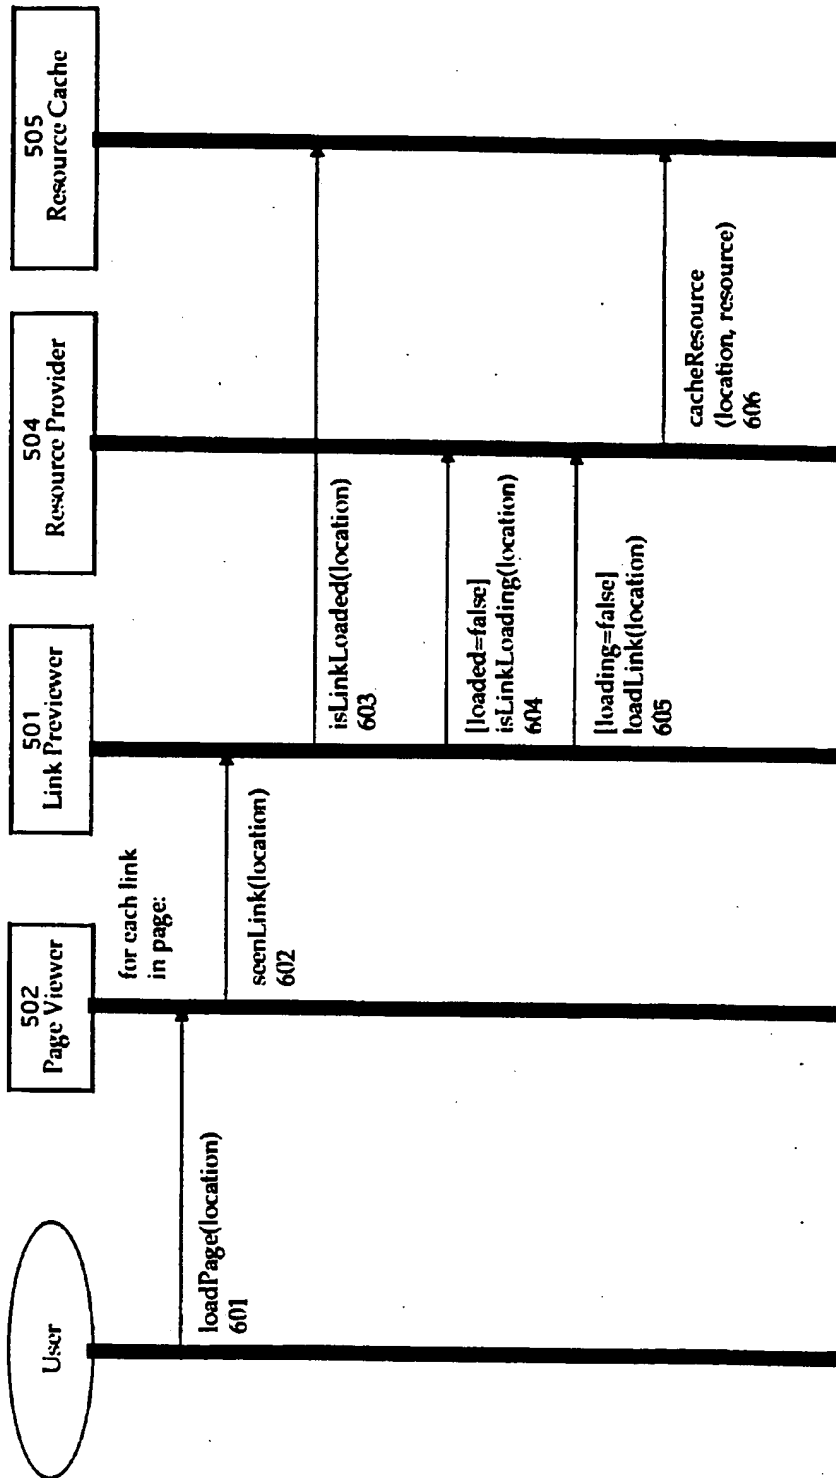 User
502
Page Viewer
501
Link Previewer
504
Resource Provider
505
Resource Cache
loadPage(location)
601
for each link
in page:
seenLink(location)
602
isLinkLoaded(location)
603
[loaded=false]
isLinkLoading(location)
604
[loading=false]
loadLink(location)
605
cacheResource
(location, resource)
606